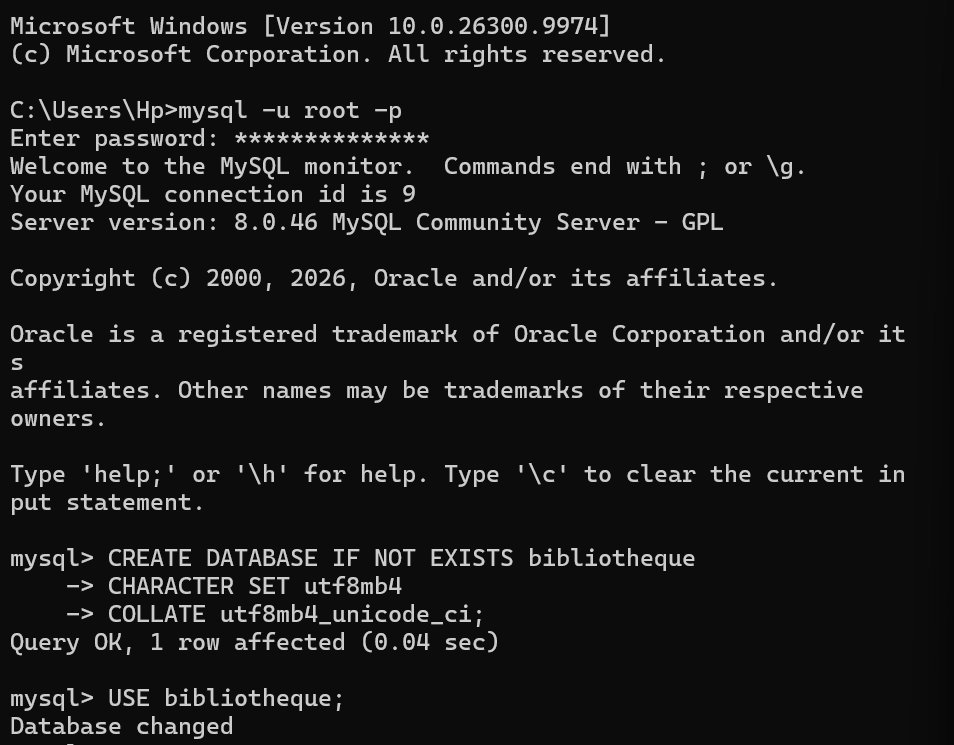 Microsoft Windows [Version 10.0.26300.9974]
(c) Microsoft Corporation. All rights reserved.
C:\Users\Hp>mysql -u root -p
Enter password: **************
Welcome to the MySQL monitor.  Commands end with ; or \g.
Your MySQL connection id is 9
Server version: 8.0.46 MySQL Community Server - GPL
Copyright (c) 2000, 2026, Oracle and/or its affiliates.
Oracle is a registered trademark of Oracle Corporation and/or it
s
affiliates. Other names may be trademarks of their respective
owners.
Type 'help;' or '\h' for help. Type '\c' to clear the current in
put statement.
mysql> CREATE DATABASE IF NOT EXISTS bibliotheque
    -> CHARACTER SET utf8mb4
    -> COLLATE utf8mb4_unicode_ci;
Query OK, 1 row affected (0.04 sec)
mysql> USE bibliotheque;
Database changed